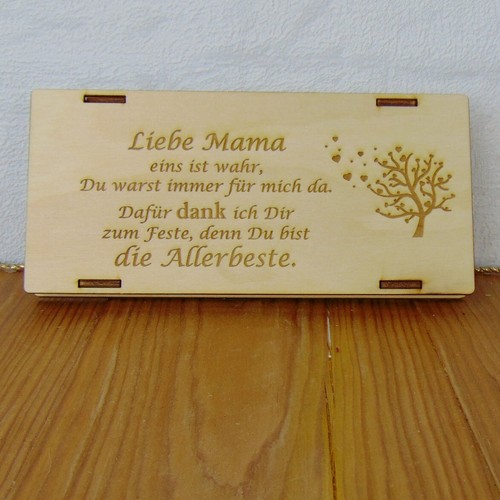 Liebe Mama
eins ist wahr,
Du warst immer für mich da.
Dafür dank ich Dir
zum Feste, denn Du bist
die Allerbeste.